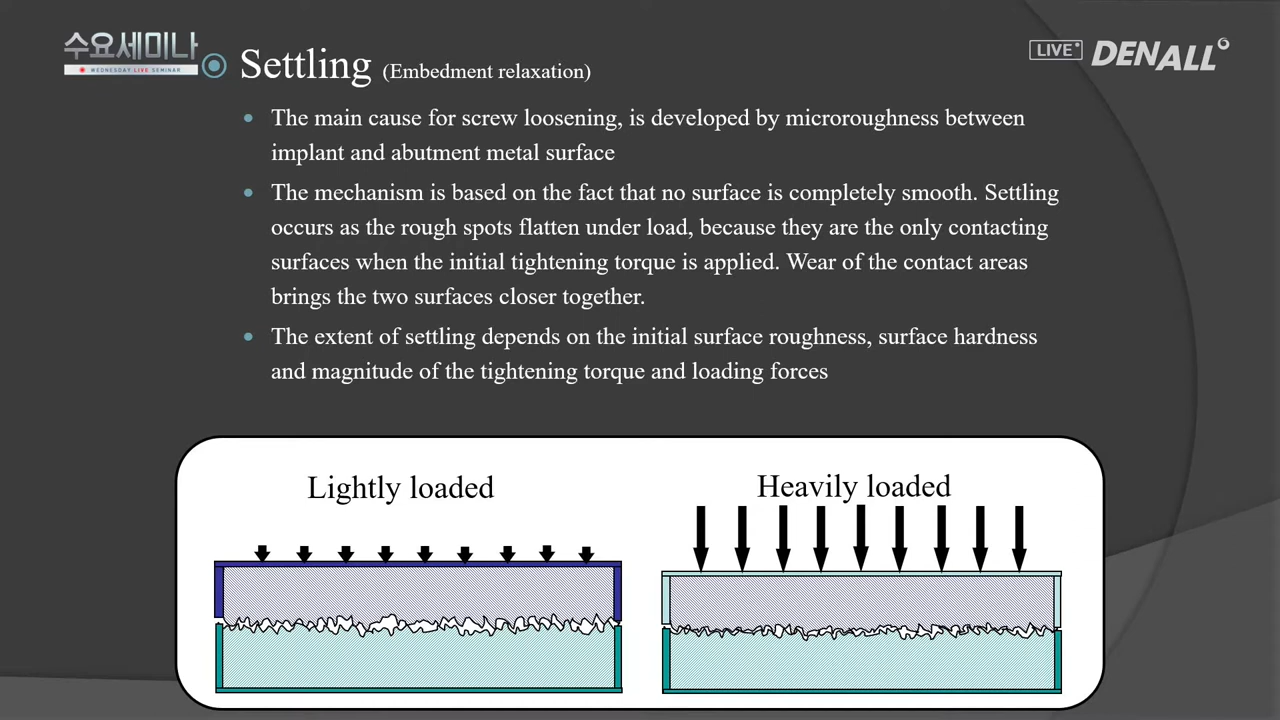 수요세미나
WEDNESDAY LIVE SEMINAR
LIVE
DENALL
Settling (Embedment relaxation)
The main cause for screw loosening, is developed by microroughness between
implant and abutment metal surface
The mechanism is based on the fact that no surface is completely smooth. Settling
occurs as the rough spots flatten under load, because they are the only contacting
surfaces when the initial tightening torque is applied. Wear of the contact areas
brings the two surfaces closer together.
The extent of settling depends on the initial surface roughness, surface hardness
and magnitude of the tightening torque and loading forces
Lightly loaded
Heavily loaded